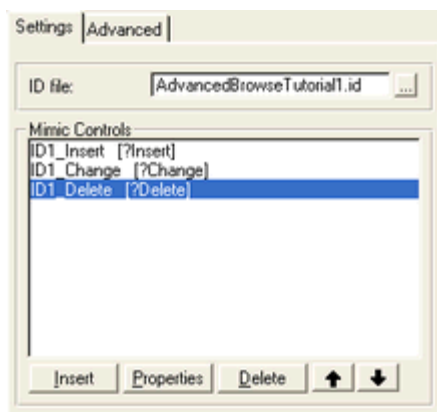 Settings Advanced
ID file: AdvancedBrowseTutorial1.id ...
Mimic Controls
ID1_Insert [?Insert]
ID1_Change [?Change]
ID1_Delete [?Delete]
Insert Properties Delete